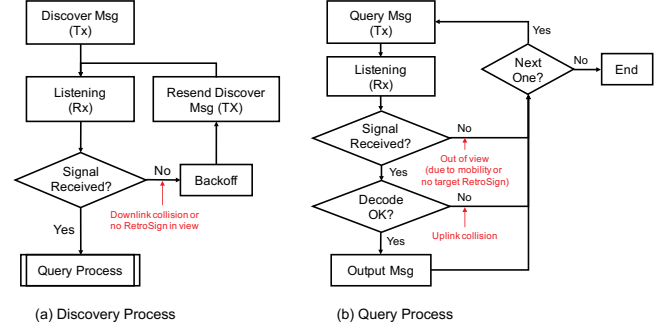 Discover Msg
(Tx)
Listening
(Rx)
Resend Discover
Msg (TX)
Signal
Received?
No
Backoff
Downlink collision or
no RetroSign in view
Yes
Query Process
(a) Discovery Process
Query Msg
(Tx)
Yes
Listening
(Rx)
Next
One?
No
End
Signal
Received?
No
Out of view
(due to mobility or
no target RetroSign)
Yes
Decode
OK?
No
Uplink collision
Yes
Output Msg
(b) Query Process